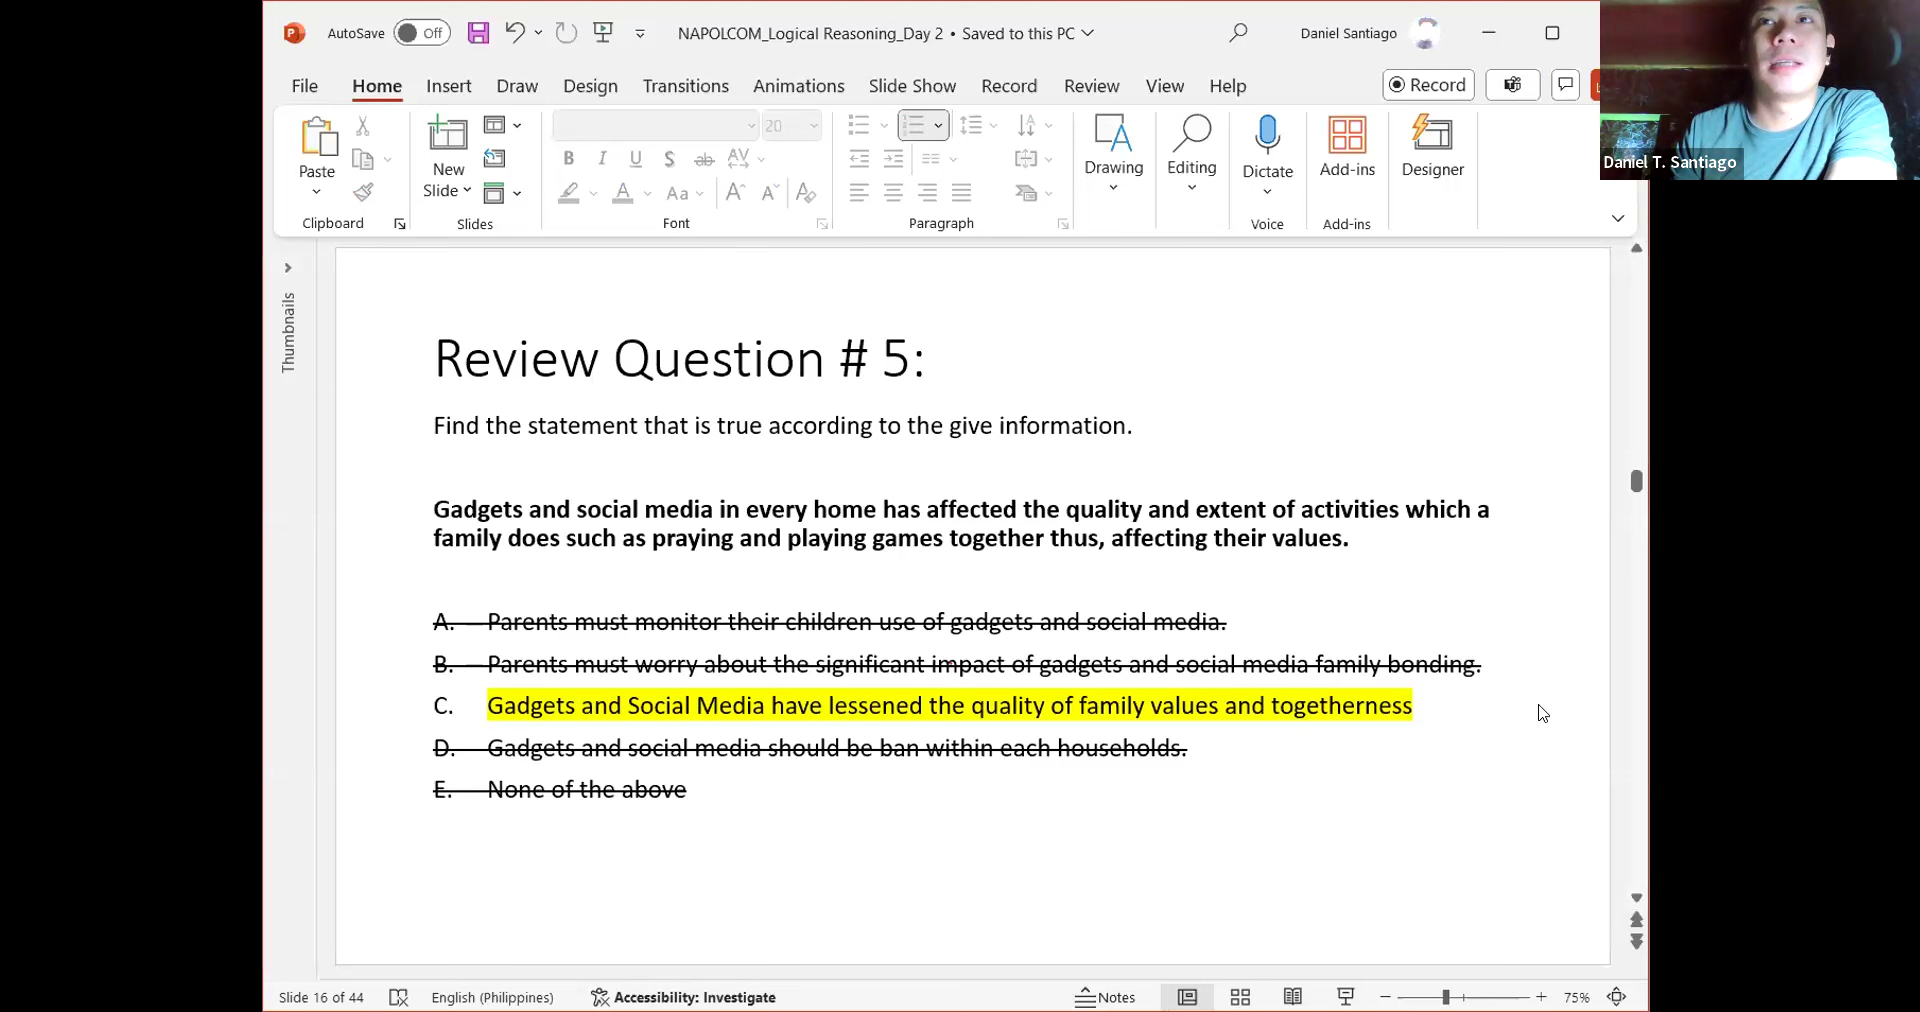 AutoSave Off NAPOLCOM_Logical Reasoning_Day 2 • Saved to this PC Daniel Santiago
File Home Insert Draw Design Transitions Animations Slide Show Record Review View Help Record
Paste
New
Slide
20
B I U S ab AV
A Aa A A A
Drawing
Editing
Dictate
Add-ins
Designer
Clipboard Slides Font Paragraph Voice Add-ins
Daniel T. Santiago
Thumbnails
Review Question # 5:
Find the statement that is true according to the give information.
Gadgets and social media in every home has affected the quality and extent of activities which a
family does such as praying and playing games together thus, affecting their values.
A. Parents must monitor their children use of gadgets and social media.
B. Parents must worry about the significant impact of gadgets and social media family bonding.
C. Gadgets and Social Media have lessened the quality of family values and togetherness
D. Gadgets and social media should be ban within each households.
E. None of the above
Slide 16 of 44 English (Philippines) Accessibility: Investigate Notes 75%